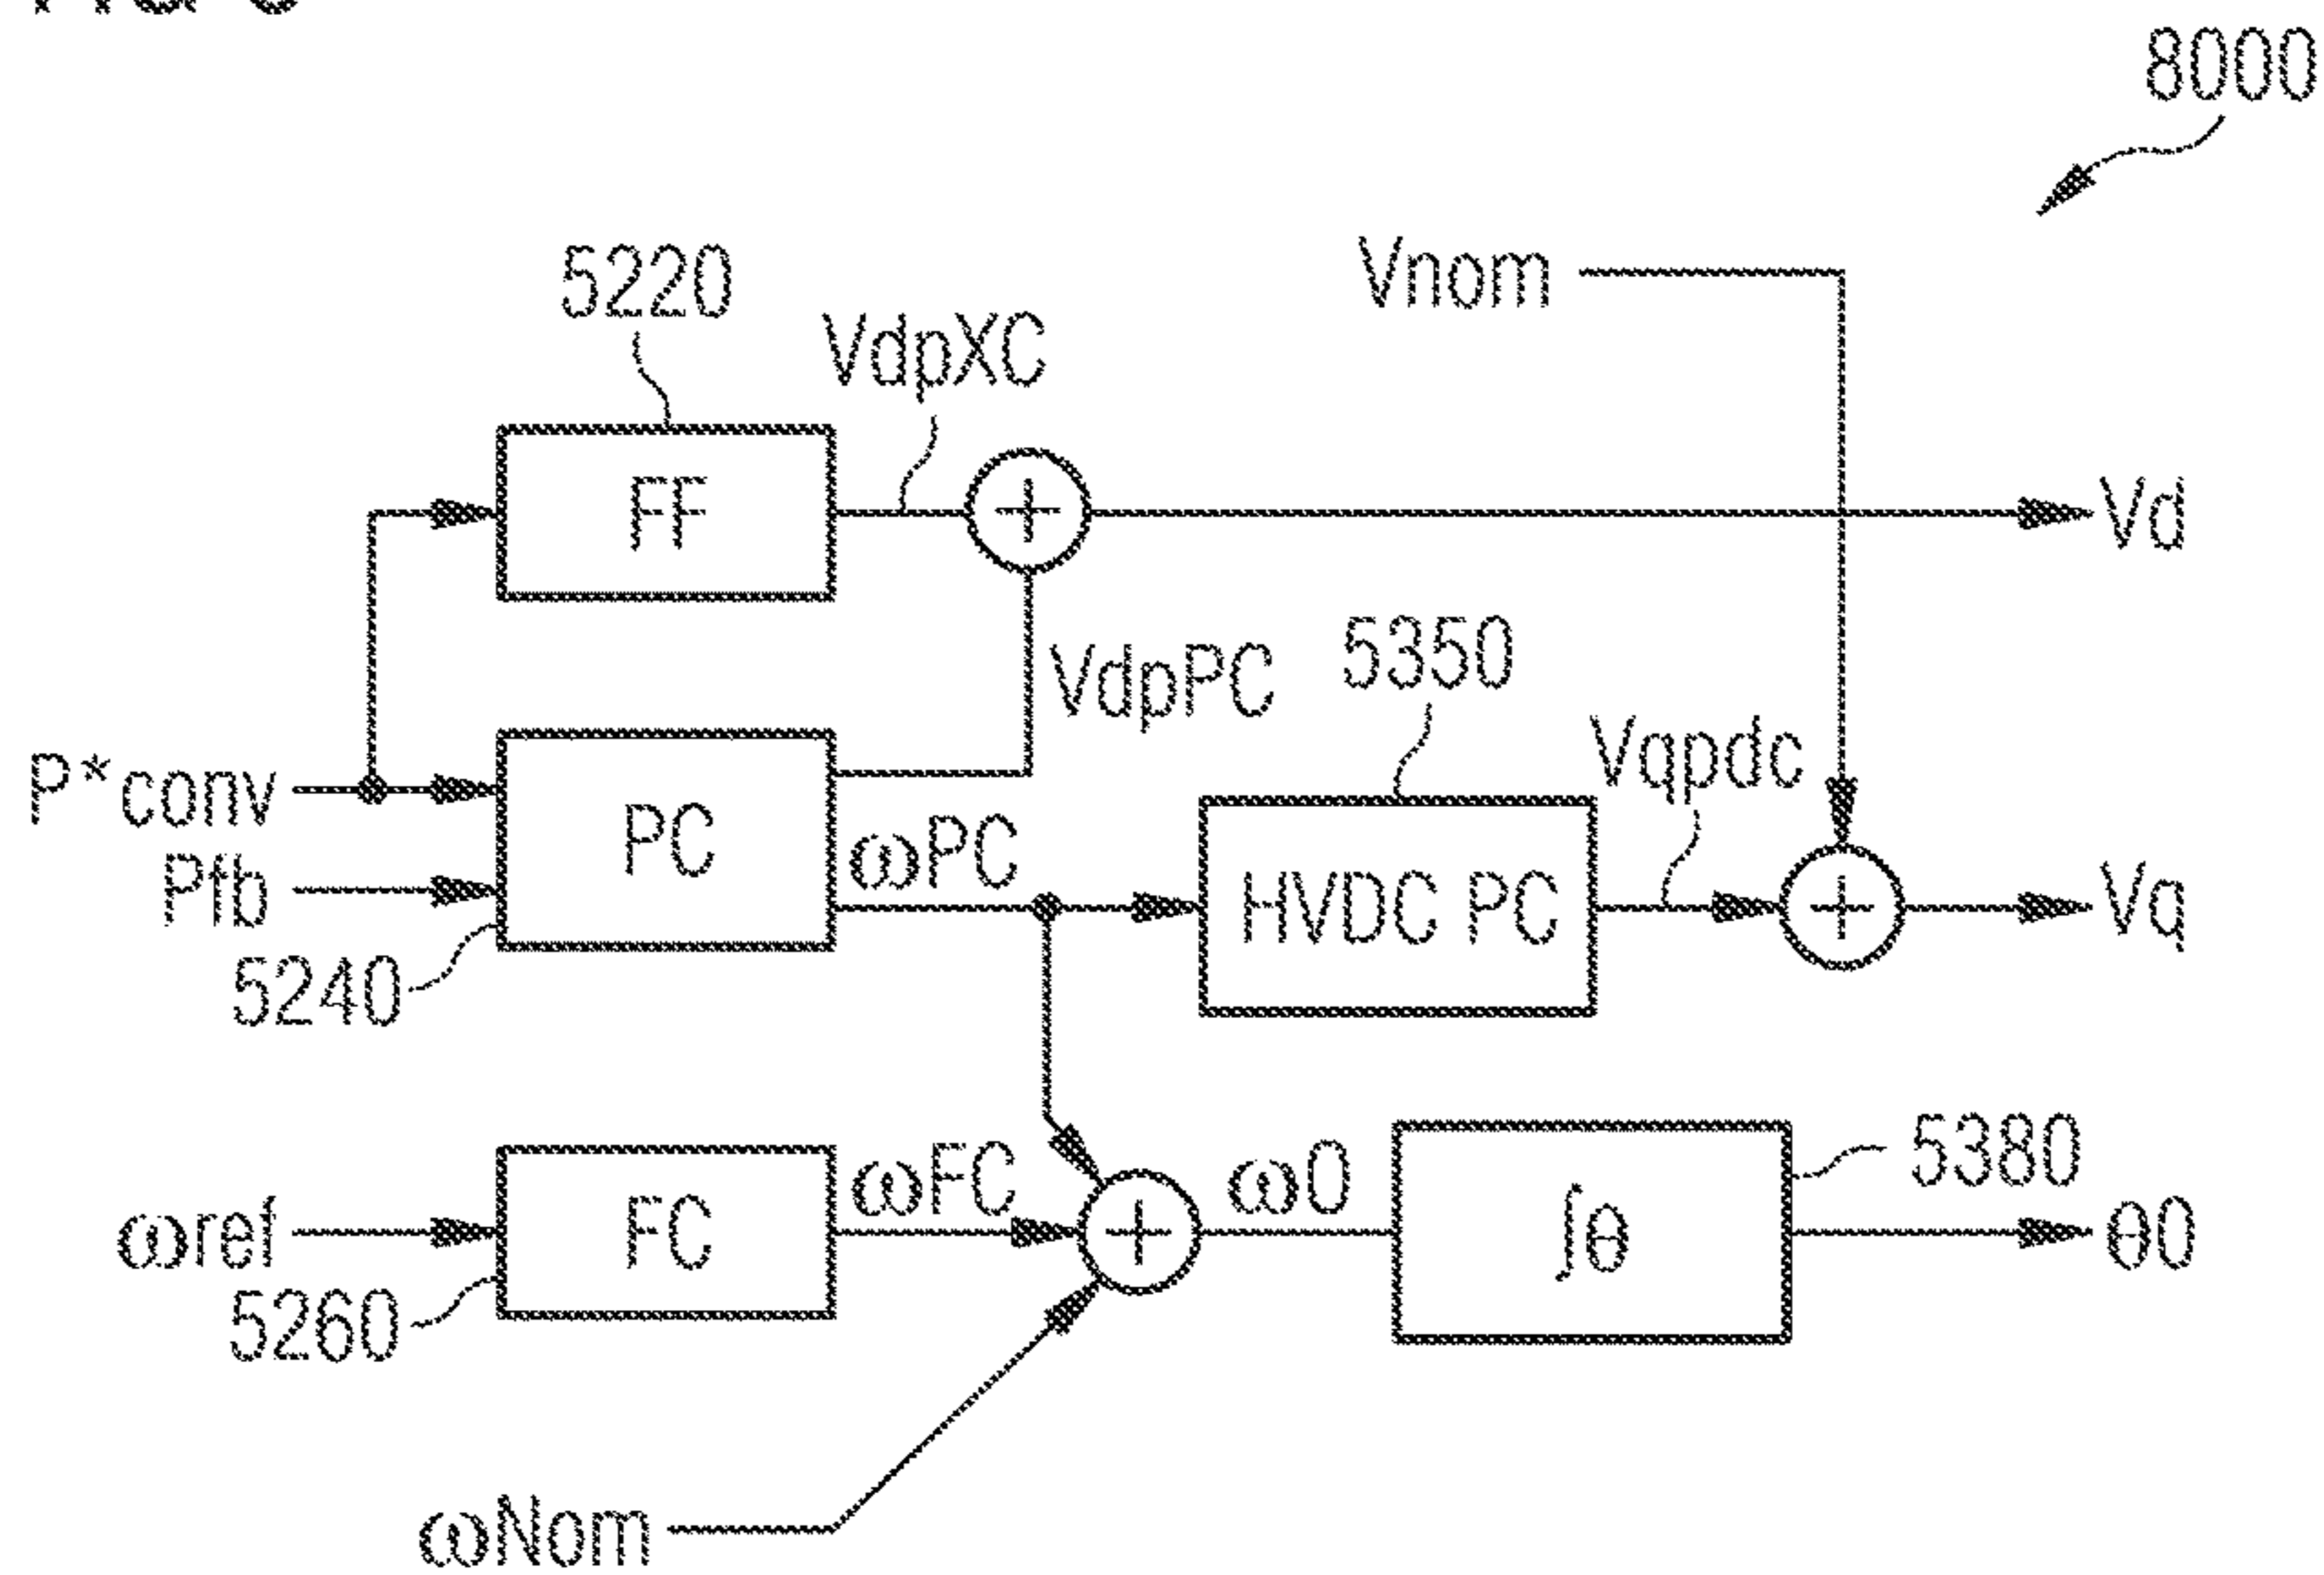 8000
Vnom
5220
VdpXC
FF
Vd
VdpPC
5350
Vqpdc
P*conv
PC
Pfb
ωPC
HVDC PC
Vq
5240
ωref
FC
ωFC
ω0
∫θ
5380
θ0
5260
ωNom